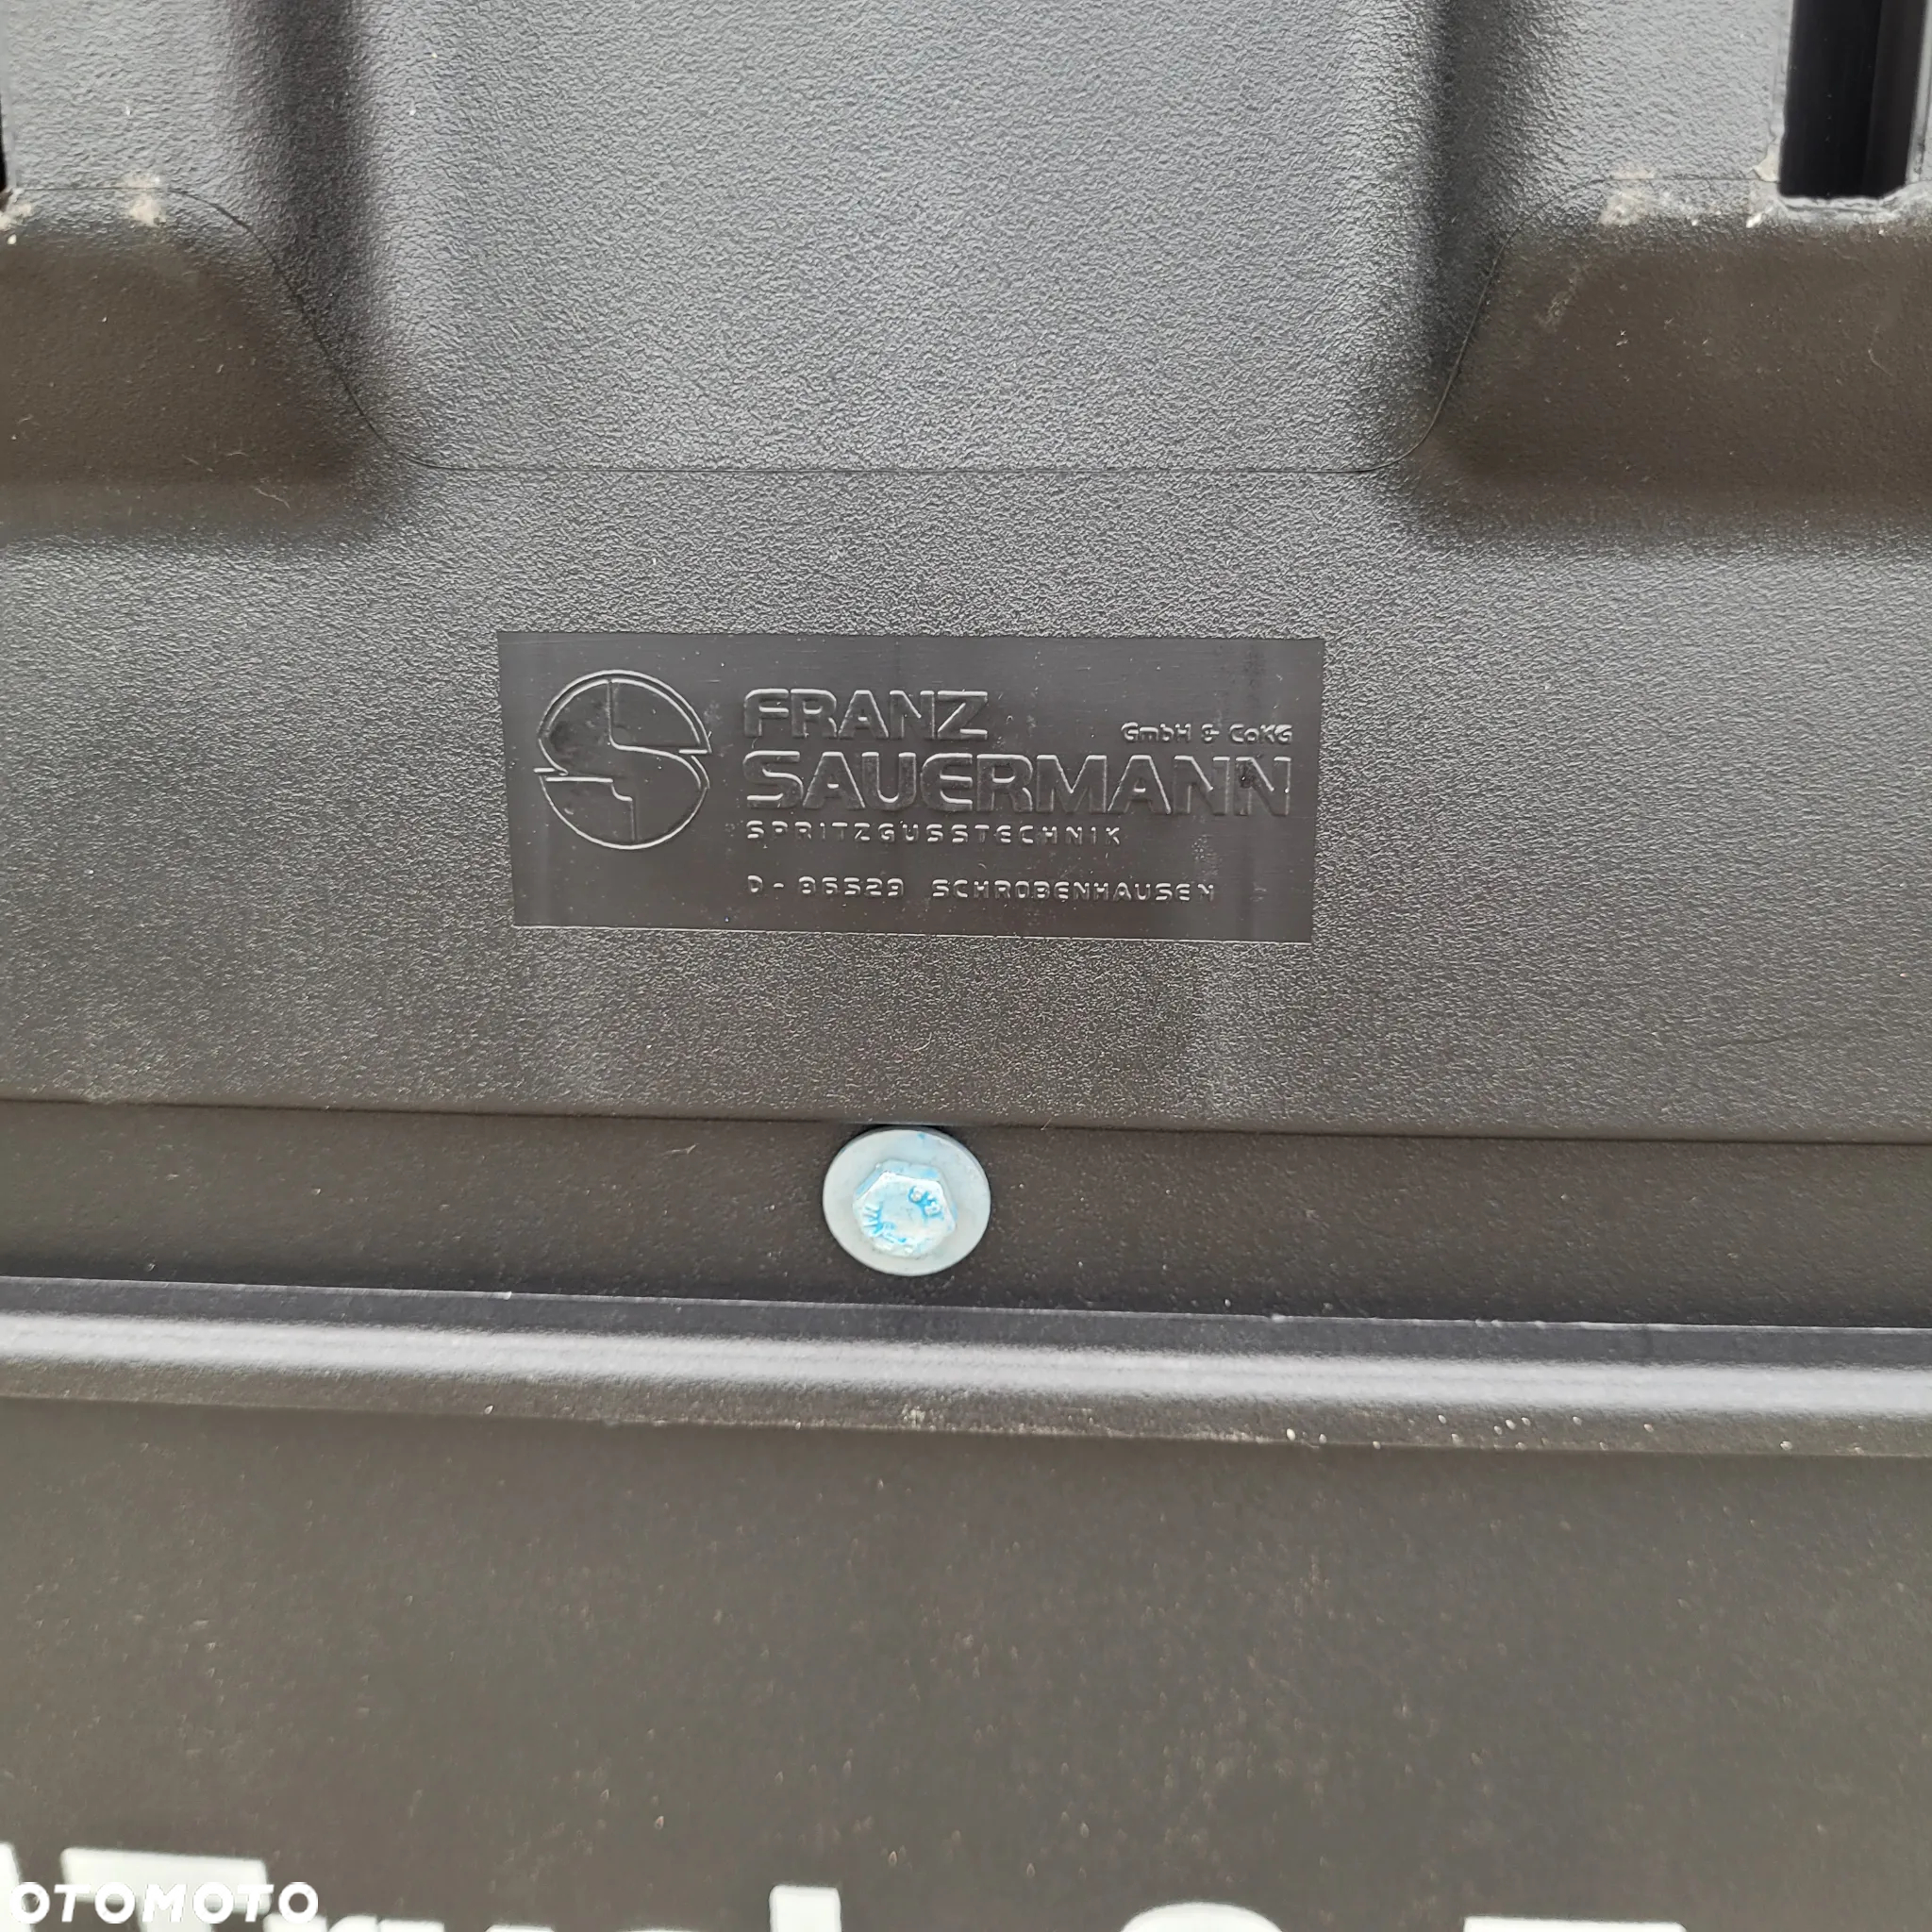 FRANZ
GmbH & CoKG
SAUERMANN
SPRITZGUSSTECHNIK
D-86529 SCHROBENHAUSEN
OTOMOTO